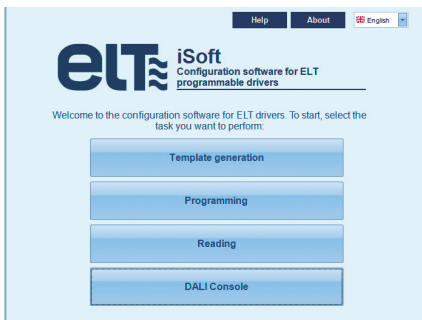 Help About English
elt iSoft
Configuration software for ELT
programmable drivers
Welcome to the configuration software for ELT drivers. To start, select the
task you want to perform:
Template generation
Programming
Reading
DALI Console